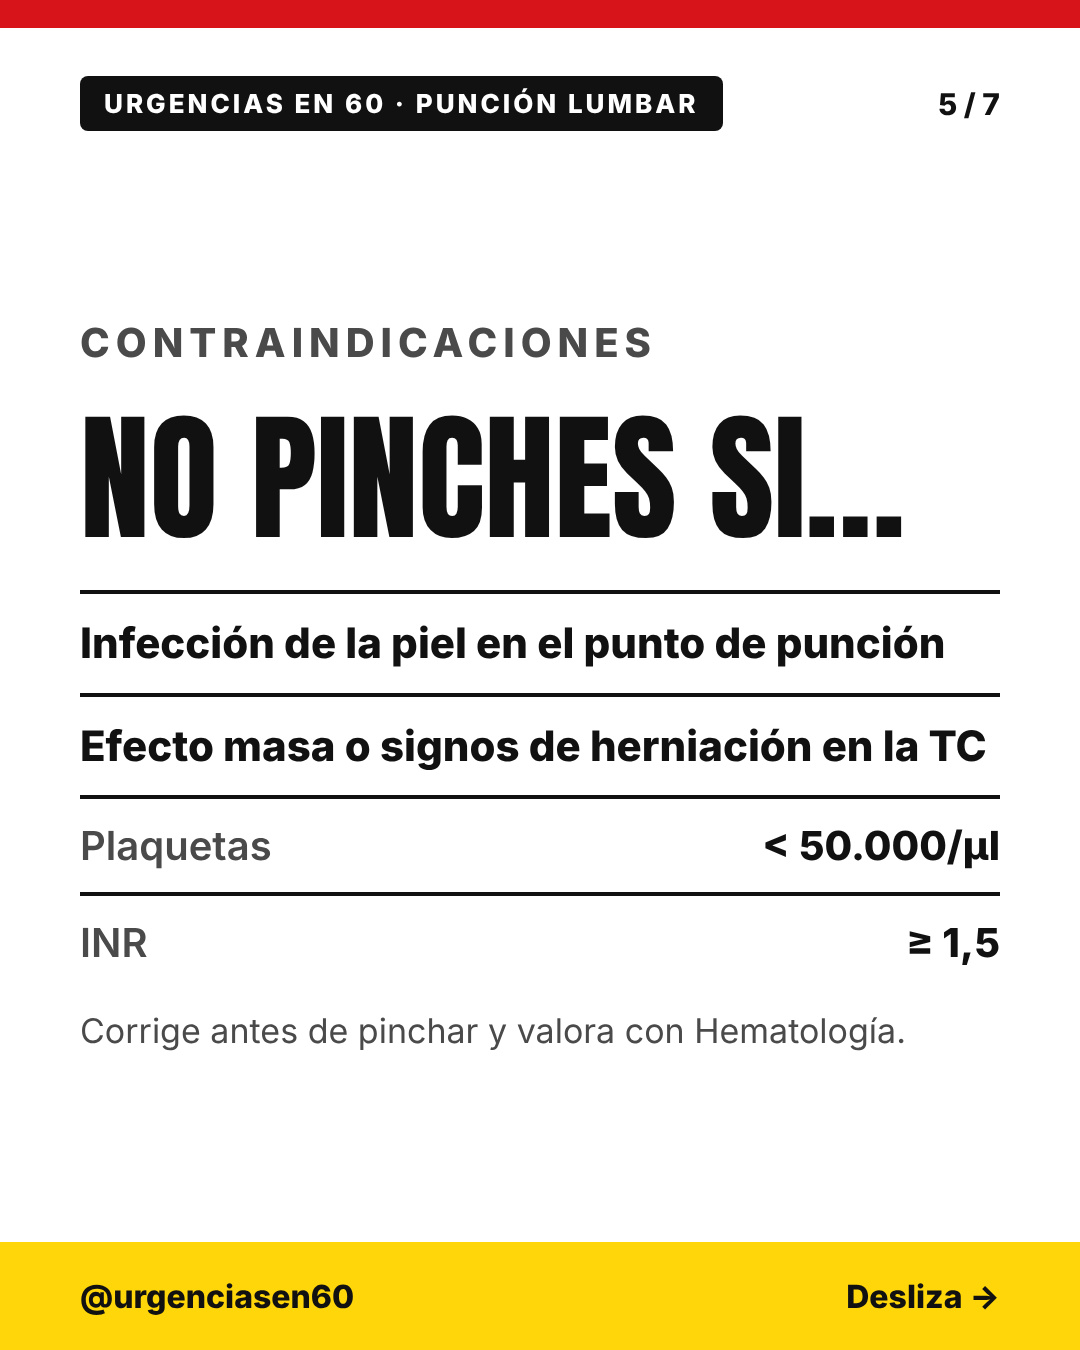 URGENCIAS EN 60 · PUNCIÓN LUMBAR
5 / 7
CONTRAINDICACIONES
NO PINCHES SI...
Infección de la piel en el punto de punción
Efecto masa o signos de herniación en la TC
Plaquetas < 50.000/µl
INR ≥ 1,5
Corrige antes de pinchar y valora con Hematología.
@urgenciasen60
Desliza →